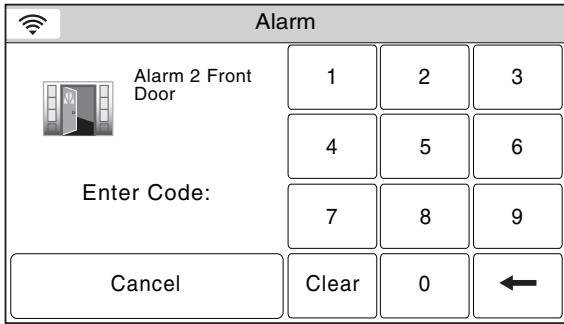 Alarm
Alarm 2 Front
Door
1 2 3
4 5 6
Enter Code:
7 8 9
Cancel Clear 0